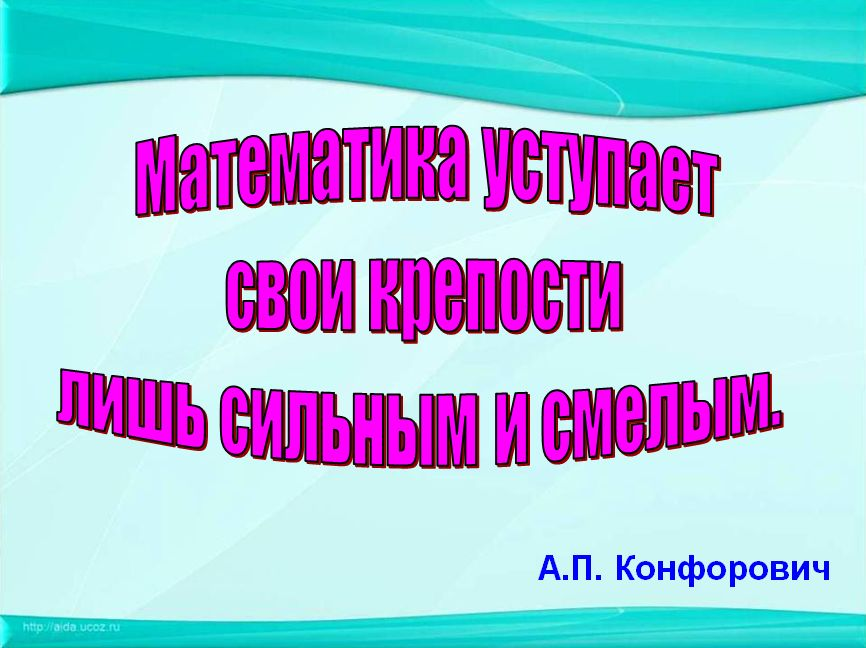 Математика уступает
свои крепости
лишь сильным и смелым.
А.П. Конфорович
http://aida.ucoz.ru